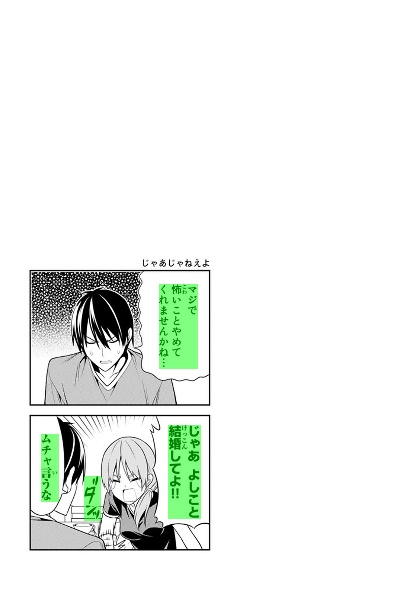 じゃあじゃねえよ
マジで
怖いことやめて
くれませんかね…
じゃあ よしこと
結婚してよ!!
ダンッ
ムチャ言うな